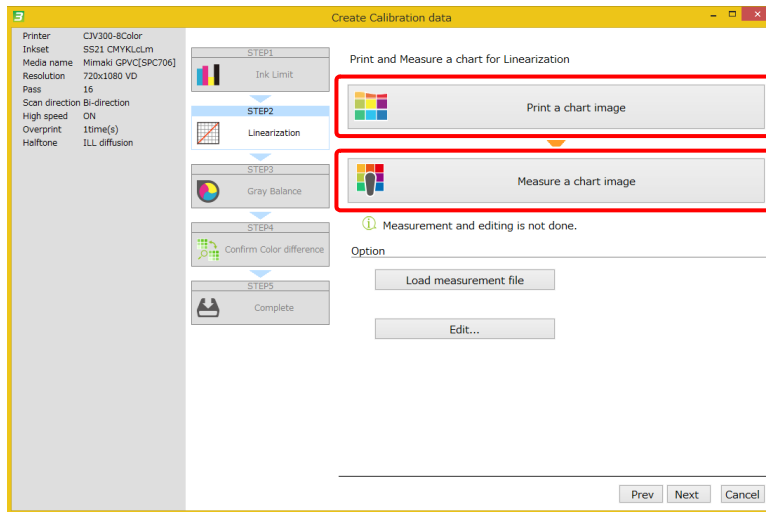 Create Calibration data
Printer CJV300-8Color
Inkset SS21 CMYKLcLm
Media name Mimaki GPVC[SPC706]
Resolution 720x1080 VD
Pass 16
Scan direction Bi-direction
High speed ON
Overprint 1time(s)
Halftone ILL diffusion
STEP1
Ink Limit
STEP2
Linearization
STEP3
Gray Balance
STEP4
Confirm Color difference
STEP5
Complete
Print and Measure a chart for Linearization
Print a chart image
Measure a chart image
Measurement and editing is not done.
Option
Load measurement file
Edit...
Prev Next Cancel